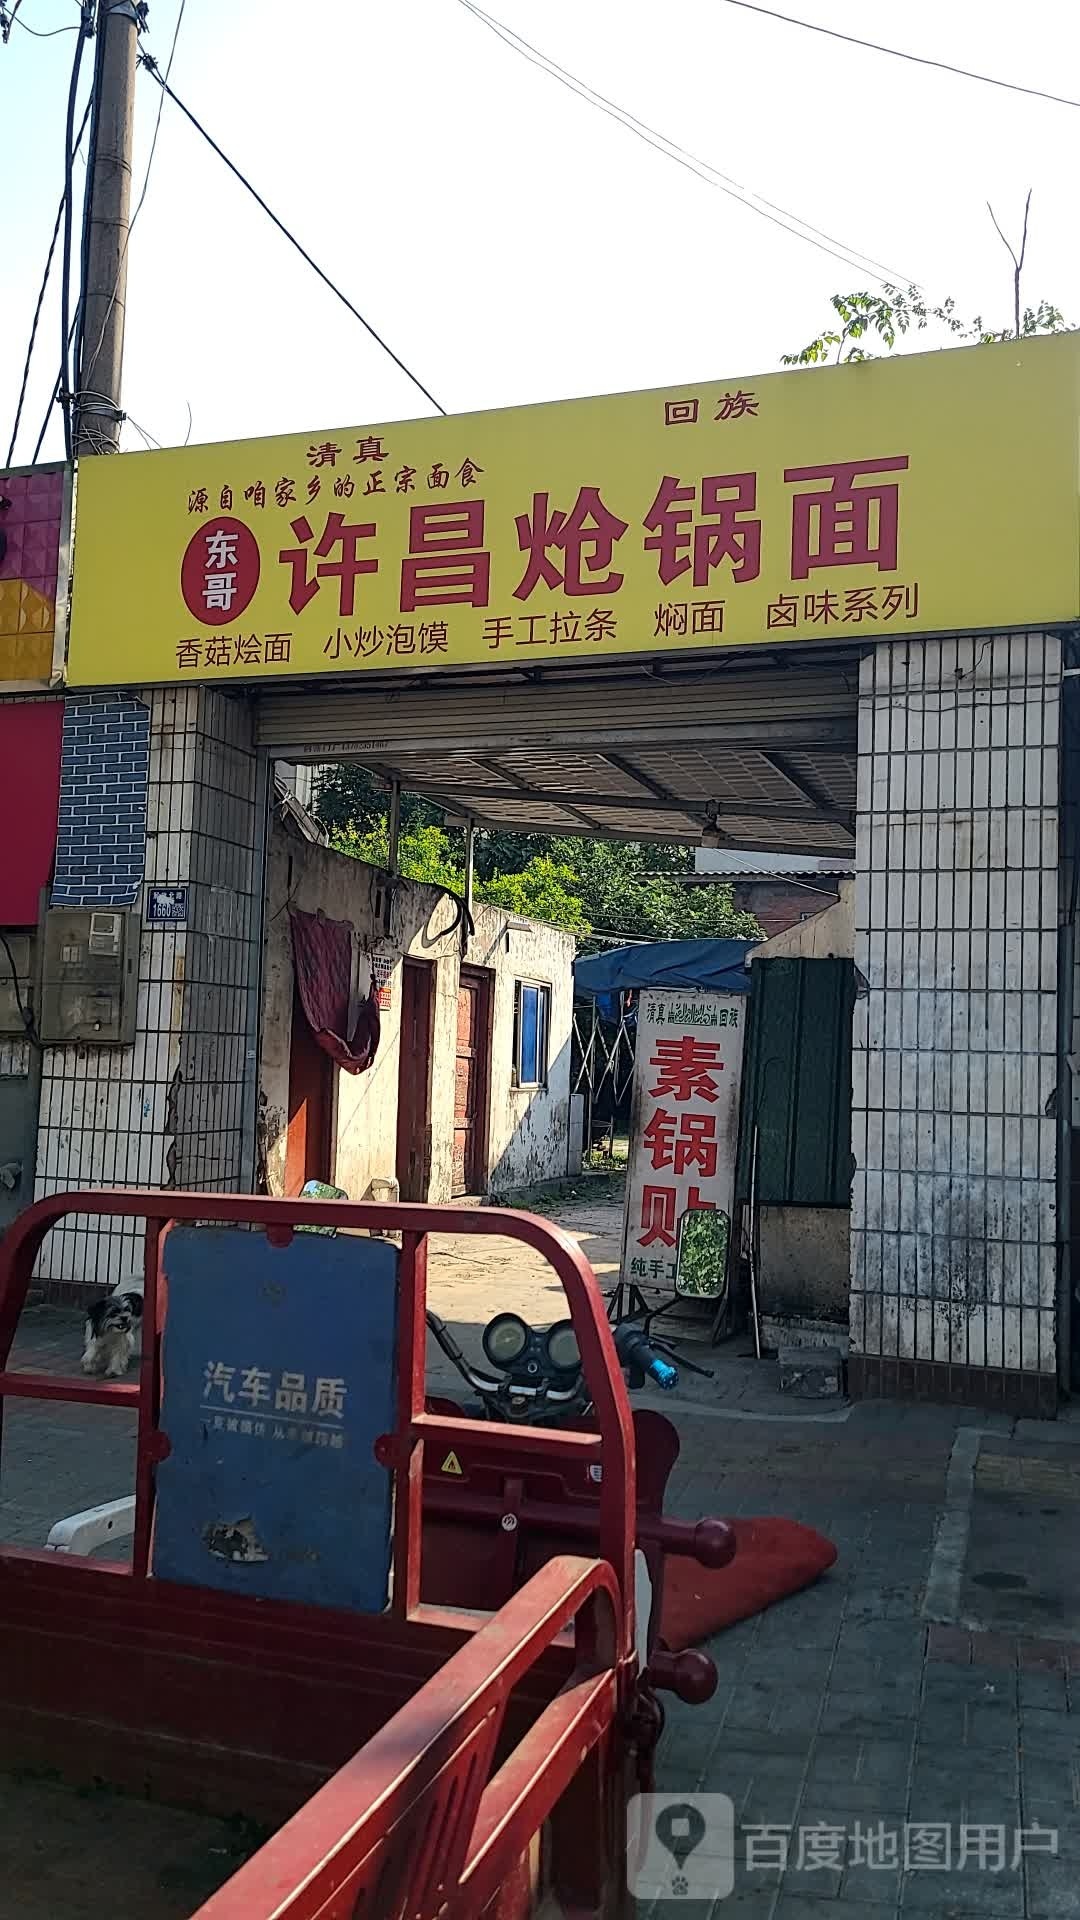 清真 回族
源自咱家乡的正宗面食
东哥
许昌炝锅面
香菇烩面 小炒泡馍 手工拉条 焖面 卤味系列
1660
清真 回族
素锅贴
纯手工
汽车品质
百度地图用户